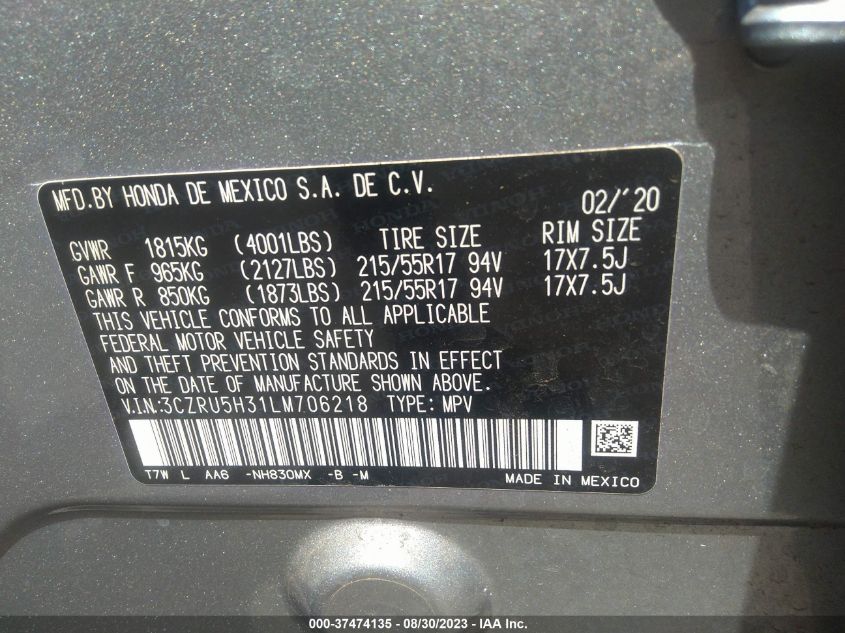 MFD.BY HONDA DE MEXICO S.A. DE C.V. 02/'20
GVWR 1815KG (4001LBS) TIRE SIZE RIM SIZE
GAWR F 965KG (2127LBS) 215/55R17 94V 17X7.5J
GAWR R 850KG (1873LBS) 215/55R17 94V 17X7.5J
THIS VEHICLE CONFORMS TO ALL APPLICABLE
FEDERAL MOTOR VEHICLE SAFETY
AND THEFT PREVENTION STANDARDS IN EFFECT
ON THE DATE OF MANUFACTURE SHOWN ABOVE.
V.I.N:3CZRU5H31LM706218 TYPE: MPV
T7W L AA6 -NH830MX -B -M MADE IN MEXICO
000-37474135 - 08/30/2023 - IAA Inc.